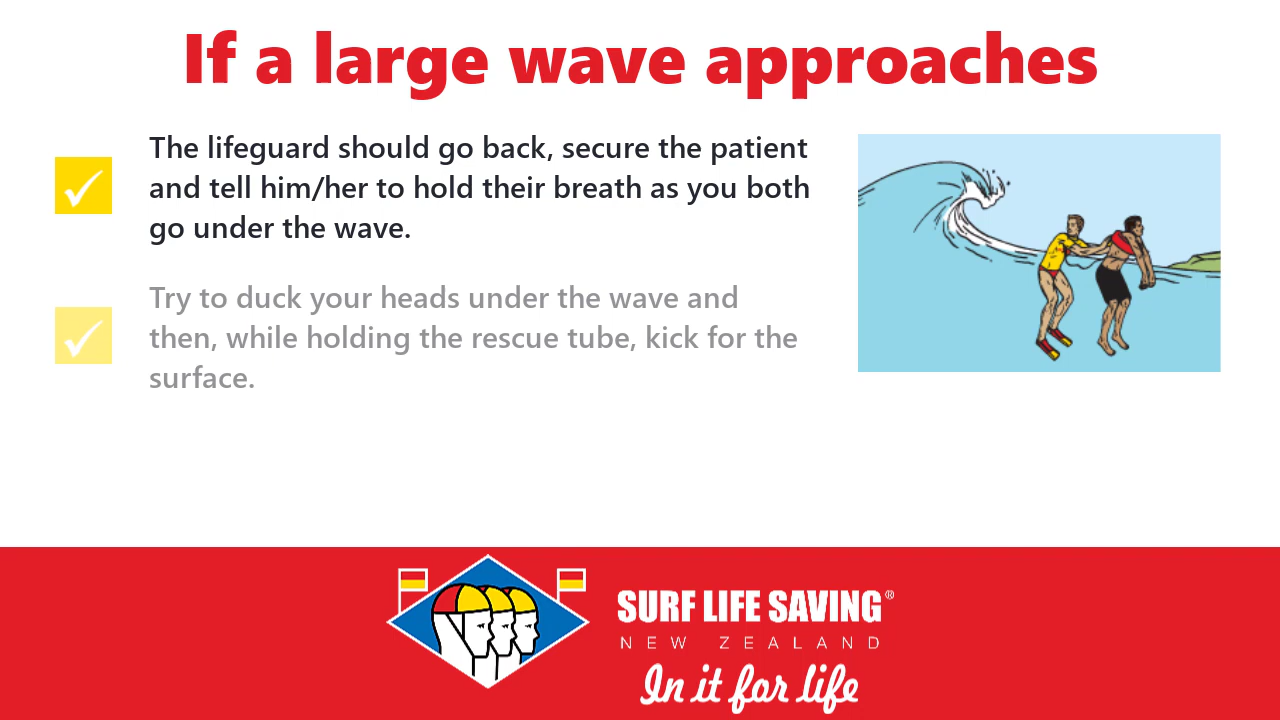 If a large wave approaches
The lifeguard should go back, secure the patient
and tell him/her to hold their breath as you both
go under the wave.
Try to duck your heads under the wave and
then, while holding the rescue tube, kick for the
surface.
SURF LIFE SAVING®
NEW ZEALAND
In it for life